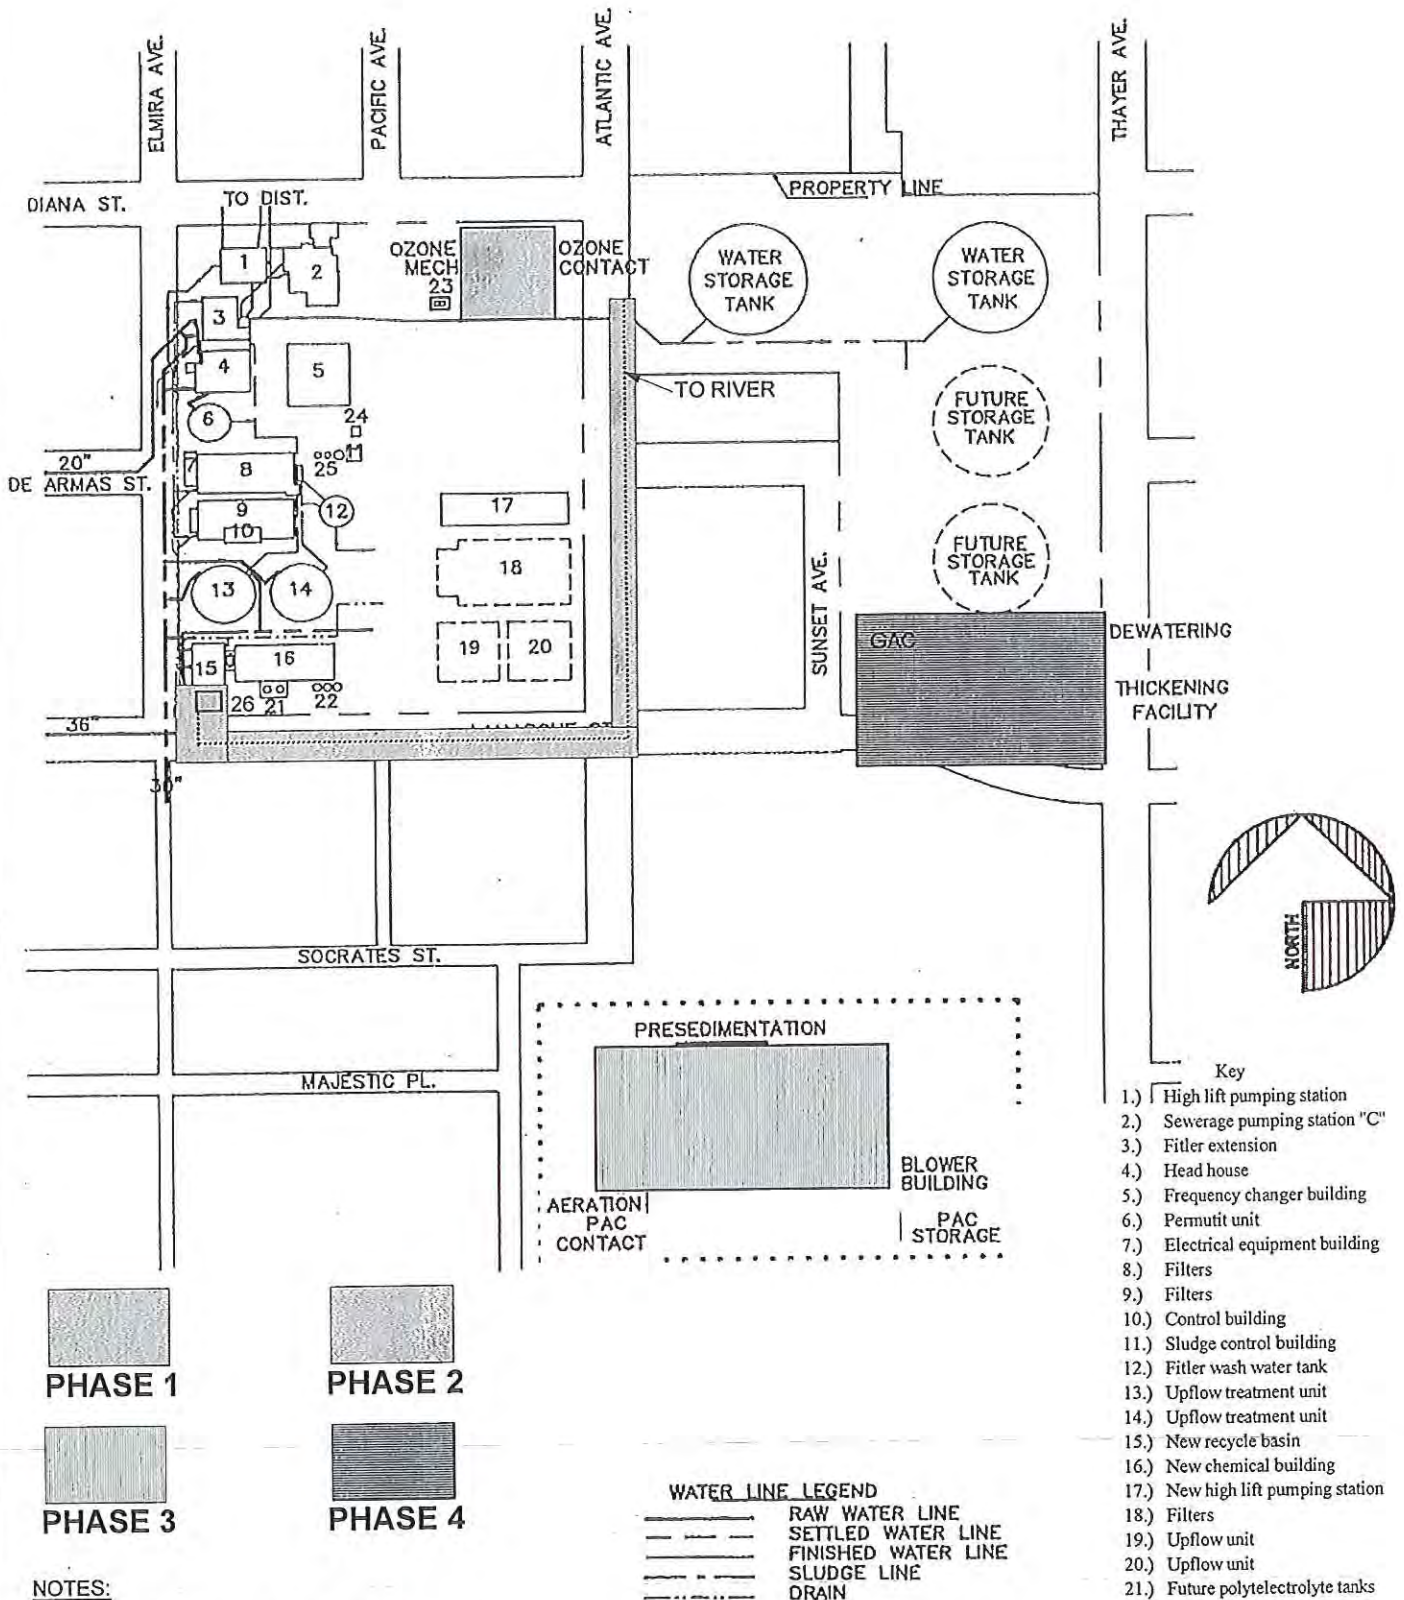 ELMIRA AVE.
PACIFIC AVE.
ATLANTIC AVE.
THAYER AVE.
DIANA ST.
TO DIST.
PROPERTY LINE
1
2
OZONE
MECH
23
OZONE
CONTACT
WATER
STORAGE
TANK
WATER
STORAGE
TANK
3
4
5
TO RIVER
6
24
FUTURE
STORAGE
TANK
20"
DE ARMAS ST.
7
8
25
11
9
10
12
17
18
FUTURE
STORAGE
TANK
13
14
SUNSET AVE.
15
16
19
20
GAC
DEWATERING
THICKENING
FACILITY
26
21
22
36"
30"
NORTH
SOCRATES ST.
MAJESTIC PL.
PRESEDIMENTATION
BLOWER
BUILDING
AERATION
PAC
CONTACT
PAC
STORAGE
Key
1.) High lift pumping station
2.) Sewerage pumping station "C"
3.) Fitler extension
4.) Head house
5.) Frequency changer building
6.) Permutit unit
7.) Electrical equipment building
8.) Filters
9.) Filters
10.) Control building
11.) Sludge control building
12.) Fitler wash water tank
13.) Upflow treatment unit
14.) Upflow treatment unit
15.) New recycle basin
16.) New chemical building
17.) New high lift pumping station
18.) Filters
19.) Upflow unit
20.) Upflow unit
21.) Future polytelectrolyte tanks
PHASE 1
PHASE 2
PHASE 3
PHASE 4
WATER LINE LEGEND
RAW WATER LINE
SETTLED WATER LINE
FINISHED WATER LINE
SLUDGE LINE
DRAIN
NOTES: